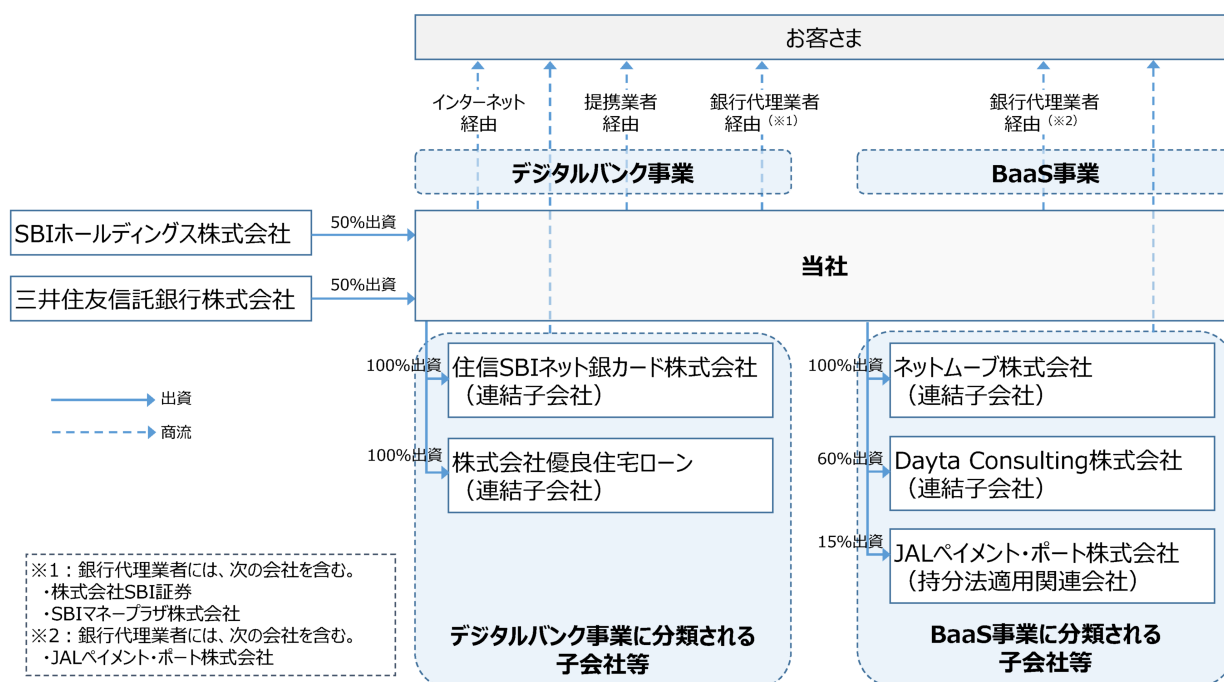 お客さま
インターネット
経由
提携業者
経由
銀行代理業者
経由(※1)
銀行代理業者
経由(※2)
デジタルバンク事業
BaaS事業
SBIホールディングス株式会社
50%出資
三井住友信託銀行株式会社
50%出資
当社
出資
商流
100%出資
住信SBIネット銀カード株式会社
(連結子会社)
100%出資
株式会社優良住宅ローン
(連結子会社)
デジタルバンク事業に分類される
子会社等
100%出資
ネットムーブ株式会社
(連結子会社)
60%出資
Dayta Consulting株式会社
(連結子会社)
15%出資
JALペイメント・ポート株式会社
(持分法適用関連会社)
BaaS事業に分類される
子会社等
※1:銀行代理業者には、次の会社を含む。
・株式会社SBI証券
・SBIマネープラザ株式会社
※2:銀行代理業者には、次の会社を含む。
・JALペイメント・ポート株式会社